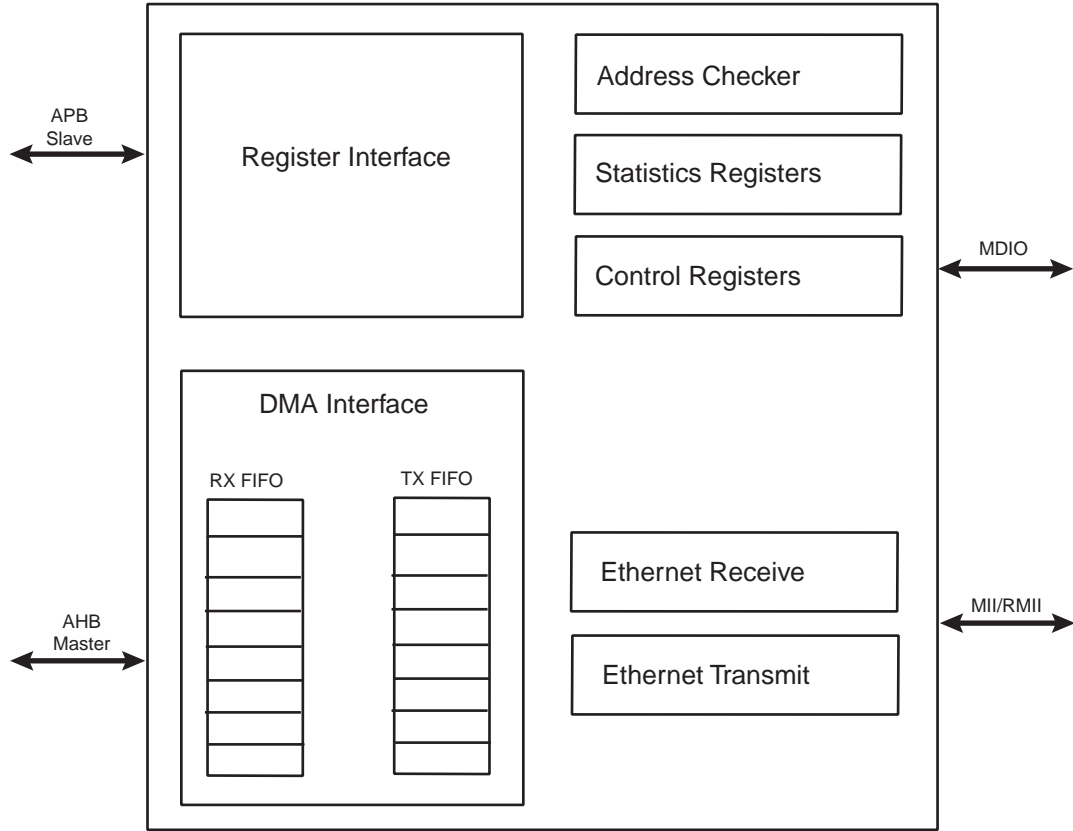 APB
Slave
Register Interface
Address Checker
Statistics Registers
Control Registers
MDIO
DMA Interface
RX FIFO
TX FIFO
AHB
Master
Ethernet Receive
Ethernet Transmit
MII/RMII